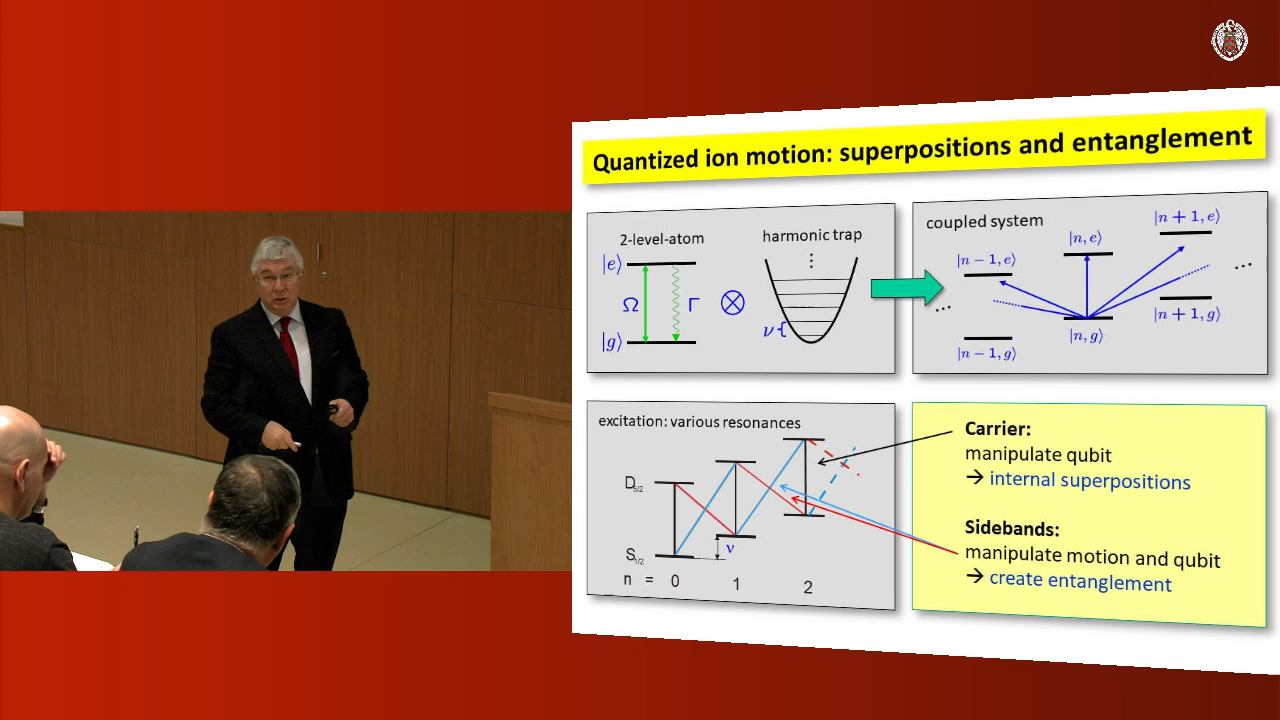 Quantized ion motion: superpositions and entanglement
2-level-atom
|e⟩
Ω
Γ
|g⟩
⊗
harmonic trap
⋮
ν{
coupled system
|n − 1, e⟩
|n, e⟩
|n + 1, e⟩
...
...
|n − 1, g⟩
|n, g⟩
|n + 1, g⟩
excitation: various resonances
D5/2
S1/2
ν
n = 0 1 2
Carrier:
manipulate qubit
→ internal superpositions
Sidebands:
manipulate motion and qubit
→ create entanglement